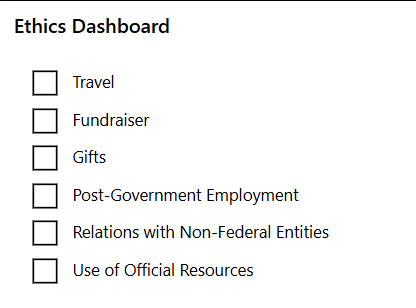 Ethics Dashboard
Travel
Fundraiser
Gifts
Post-Government Employment
Relations with Non-Federal Entities
Use of Official Resources